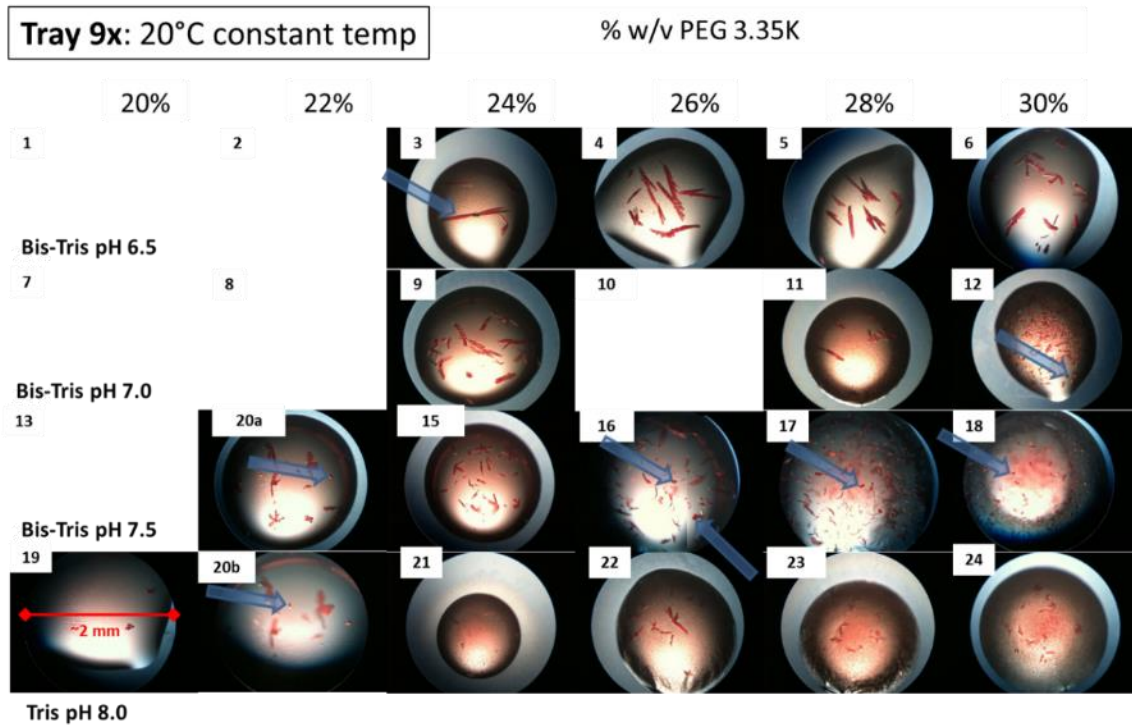 Tray 9x: 20°C constant temp
% w/v PEG 3.35K
20% 22% 24% 26% 28% 30%
1 2 3 4 5 6
Bis-Tris pH 6.5
7 8 9 10 11 12
Bis-Tris pH 7.0
13 20a 15 16 17 18
Bis-Tris pH 7.5
19 20b 21 22 23 24
~2 mm
Tris pH 8.0